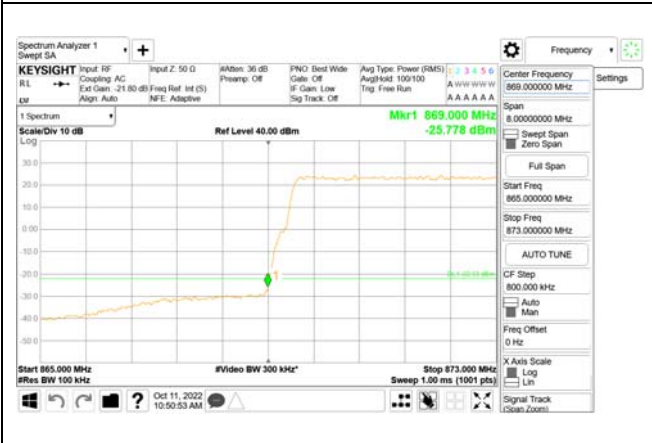 Spectrum Analyzer 1
Swept SA
Frequency
KEYSIGHT
RL
Input: RF
Coupling: AC
Ext Gain: -21.80 dB
Align: Auto
Input Z: 50 Ω
Freq Ref: Int (S)
NFE: Adaptive
#Atten: 36 dB
Preamp: Off
PNO: Best Wide
Gate: Off
IF Gain: Low
Sig Track: Off
Avg Type: Power (RMS)
Avg|Hold: 100/100
Trig: Free Run
1 2 3 4 5 6
A W W W W W
A A A A A A
1 Spectrum
Scale/Div 10 dB
Ref Level 40.00 dBm
Mkr1 869.000 MHz
-25.778 dBm
Log
30.0
20.0
10.0
0.00
-10.0
-20.0
-30.0
-40.0
-50.0
1
Start 865.000 MHz
#Res BW 100 kHz
#Video BW 300 kHz*
Stop 873.000 MHz
Sweep 1.00 ms (1001 pts)
Oct 11, 2022
10:50:53 AM
Center Frequency
869.000000 MHz
Settings
Span
8.00000000 MHz
Swept Span
Zero Span
Full Span
Start Freq
865.000000 MHz
Stop Freq
873.000000 MHz
AUTO TUNE
CF Step
800.000 kHz
Auto
Man
Freq Offset
0 Hz
X Axis Scale
Log
Lin
Signal Track
(Span Zoom)